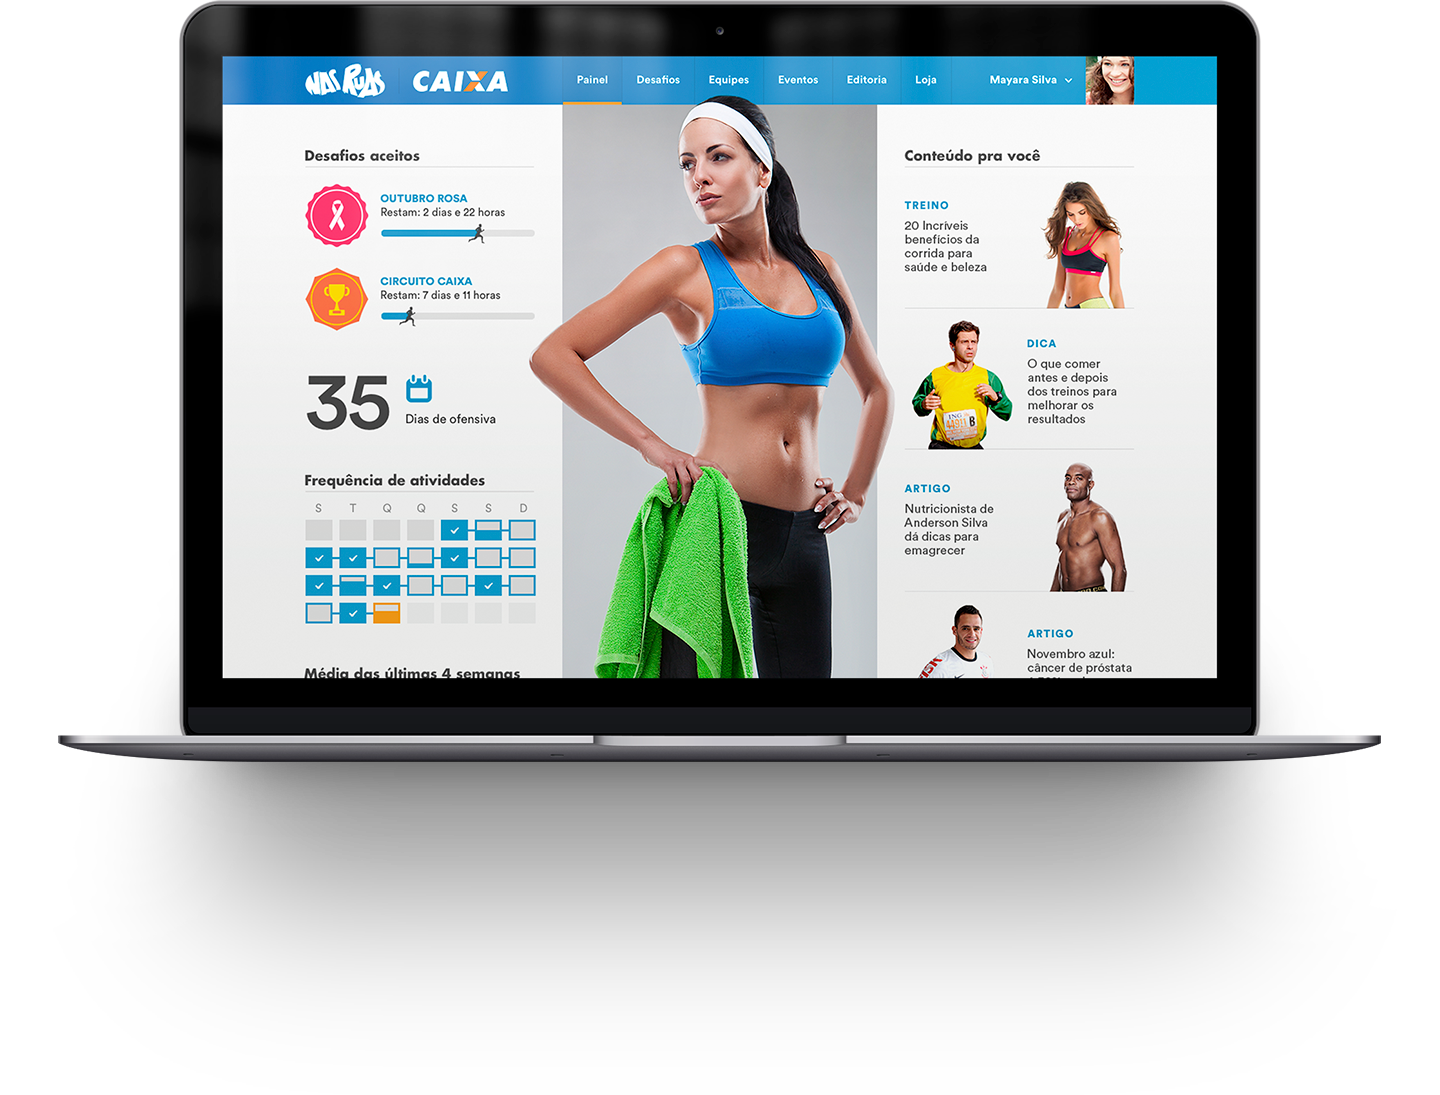 NAS RUAS
CAIXA
Painel
Desafios
Equipes
Eventos
Editoria
Loja
Mayara Silva
Desafios aceitos
OUTUBRO ROSA
Restam: 2 dias e 22 horas
CIRCUITO CAIXA
Restam: 7 dias e 11 horas
35
Dias de ofensiva
Frequência de atividades
S T Q Q S S D
Média das últimas 4 semanas
Conteúdo pra você
TREINO
20 Incríveis
benefícios da
corrida para
saúde e beleza
DICA
O que comer
antes e depois
dos treinos para
melhorar os
resultados
ING
B
ARTIGO
Nutricionista de
Anderson Silva
dá dicas para
emagrecer
ARTIGO
Novembro azul:
câncer de próstata